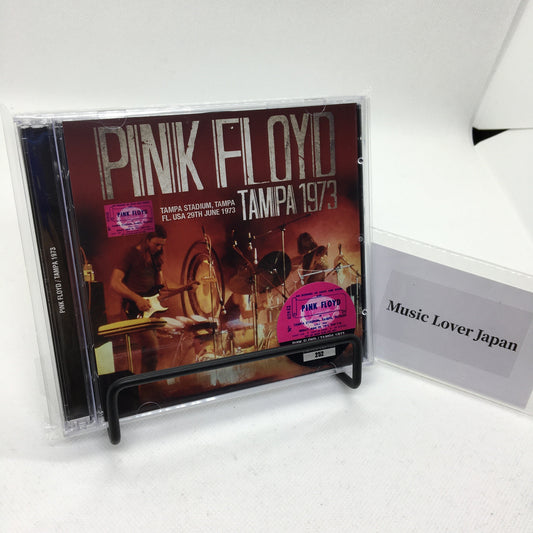 PINK FLOYD
TAMPA 1973
TAMPA STADIUM, TAMPA
FL. USA 29TH JUNE 1973
PINK FLOYD
PINK FLOYD / TAMPA 1973
PINK FLOYD
252
Music Lover Japan